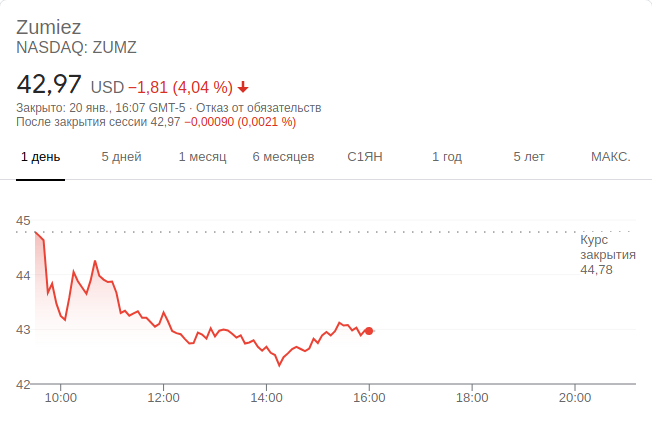 Zumiez
NASDAQ: ZUMZ
42,97 USD −1,81 (4,04 %)
Закрыто: 20 янв., 16:07 GMT-5 · Отказ от обязательств
После закрытия сессии 42,97 −0,00090 (0,0021 %)
1 день 5 дней 1 месяц 6 месяцев С1ЯН 1 год 5 лет МАКС.
45
Курс
закрытия
44,78
44
43
42
10:00 12:00 14:00 16:00 18:00 20:00